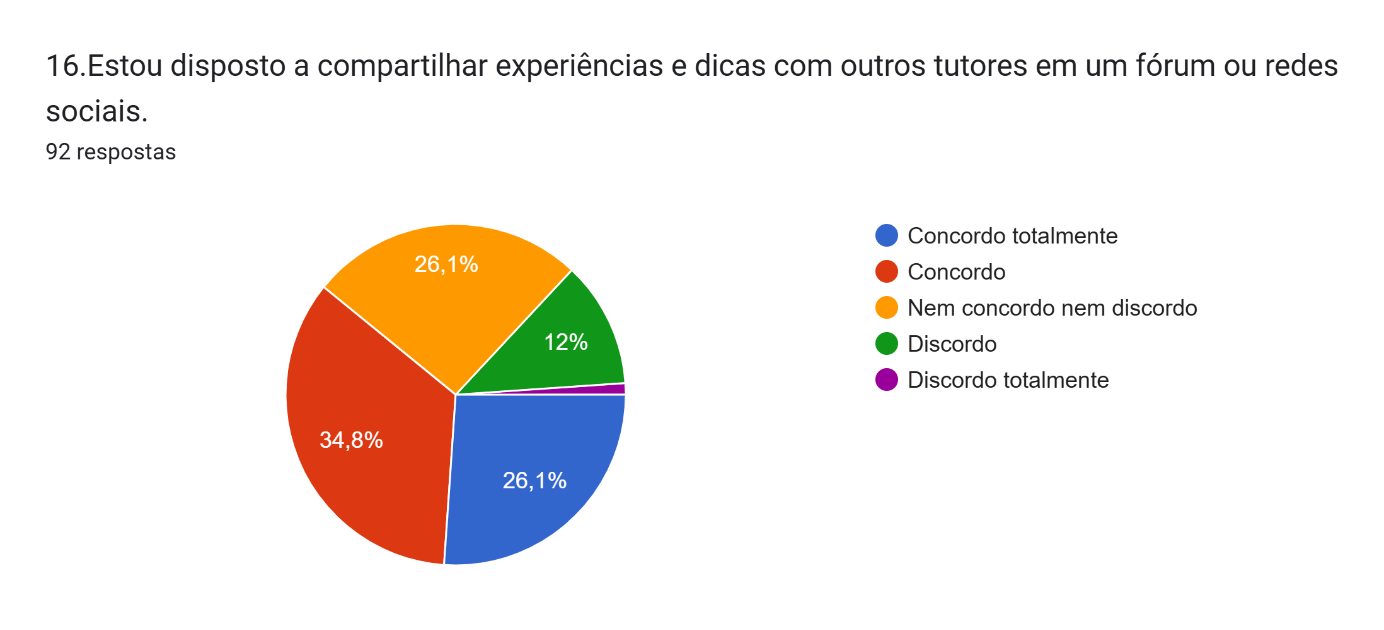 16.Estou disposto a compartilhar experiências e dicas com outros tutores em um fórum ou redes
sociais.
92 respostas
26,1%
12%
34,8%
26,1%
Concordo totalmente
Concordo
Nem concordo nem discordo
Discordo
Discordo totalmente